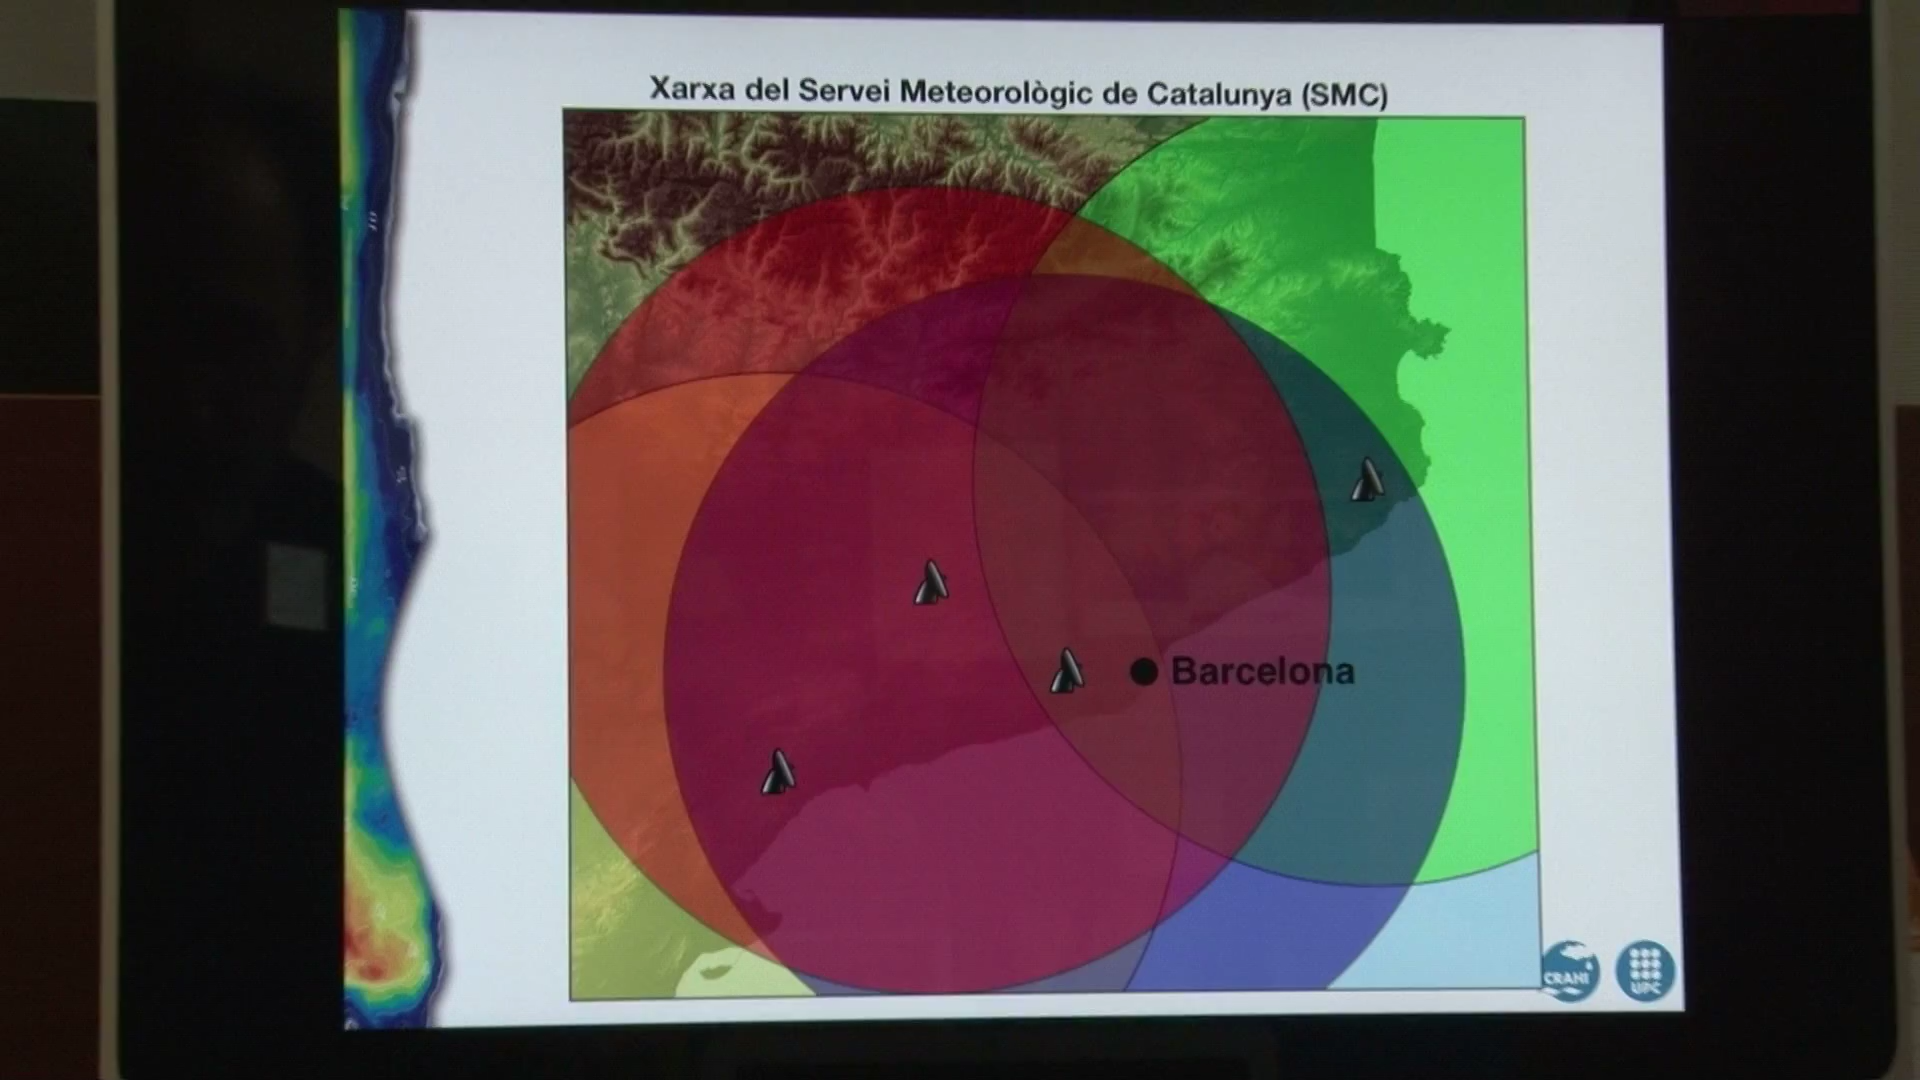 Xarxa del Servei Meteorològic de Catalunya (SMC)
Barcelona
CRAHI
UPC